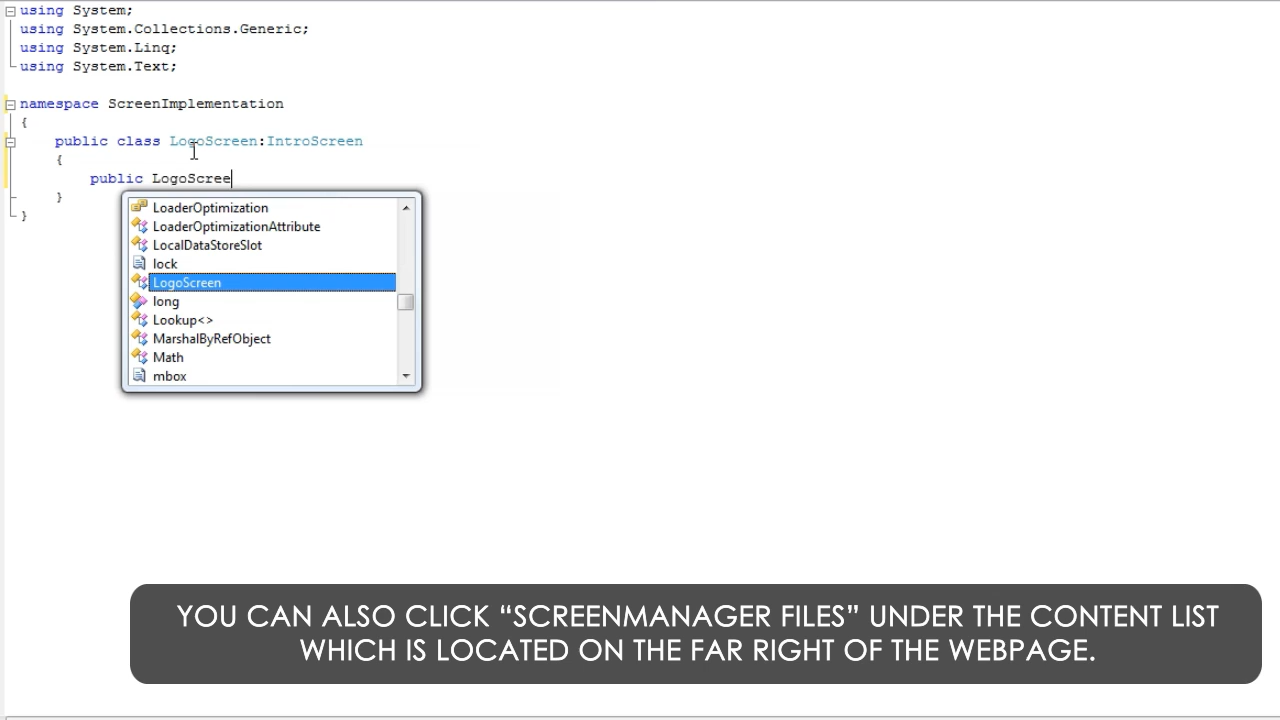 using System;
using System.Collections.Generic;
using System.Linq;
using System.Text;
namespace ScreenImplementation
{
public class LogoScreen:IntroScreen
{
public LogoScree
}
}
LoaderOptimization
LoaderOptimizationAttribute
LocalDataStoreSlot
lock
LogoScreen
long
Lookup<>
MarshalByRefObject
Math
mbox
YOU CAN ALSO CLICK “SCREENMANAGER FILES” UNDER THE CONTENT LIST
WHICH IS LOCATED ON THE FAR RIGHT OF THE WEBPAGE.